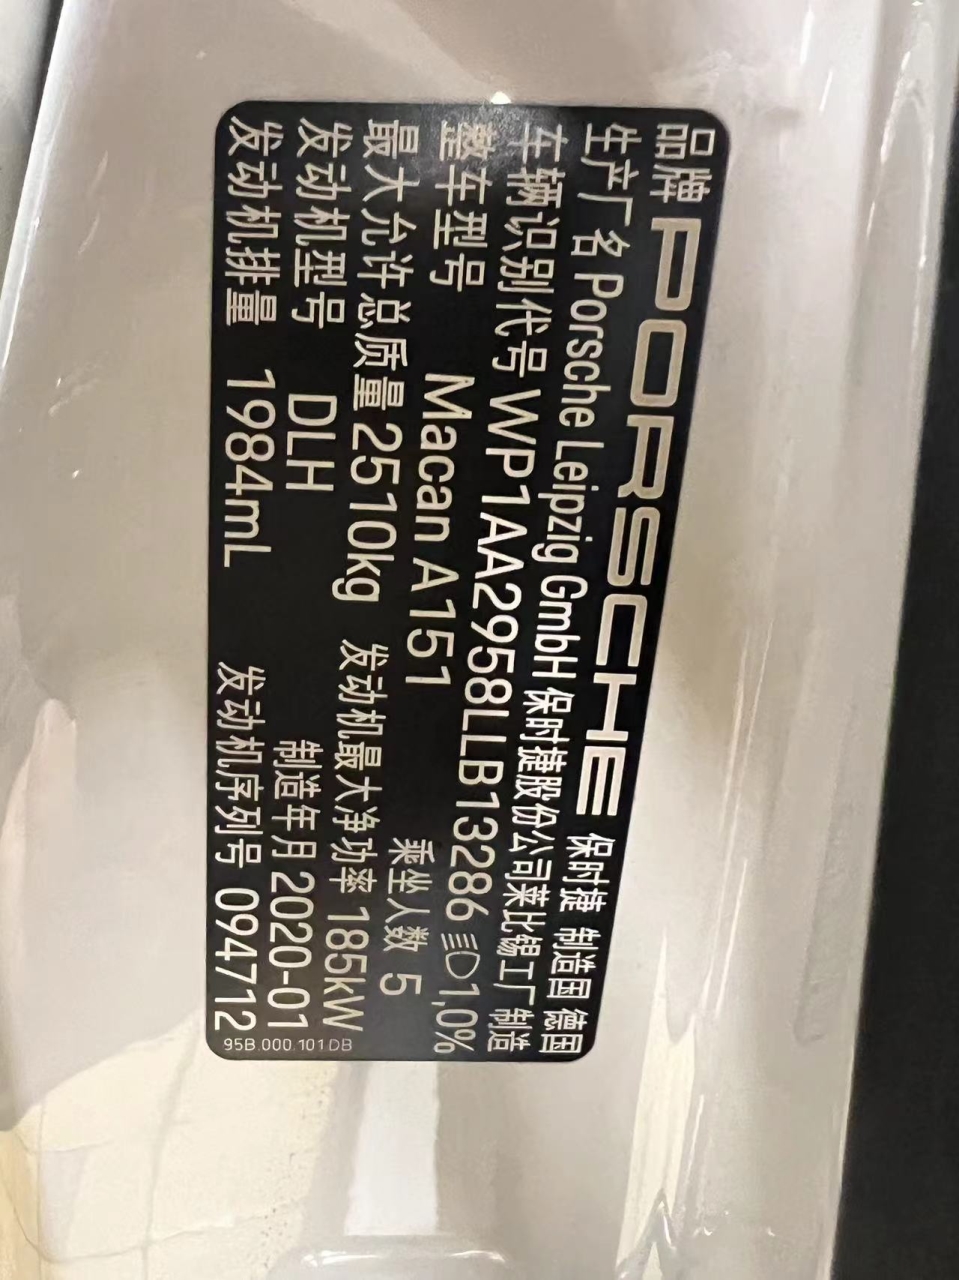 品牌 PORSCHE 保时捷 制造国 德国
生产厂名 Porsche Leipzig GmbH 保时捷股份公司莱比锡工厂制造
车辆识别代号 WP1AA2958LLB13286 1,0%
整车型号 Macan A151 乘坐人数 5
最大允许总质量 2510kg 发动机最大净功率 185kW
发动机型号 DLH 制造年月 2020-01
发动机排量 1984mL 发动机序列号 094712
95B.000.101.DB